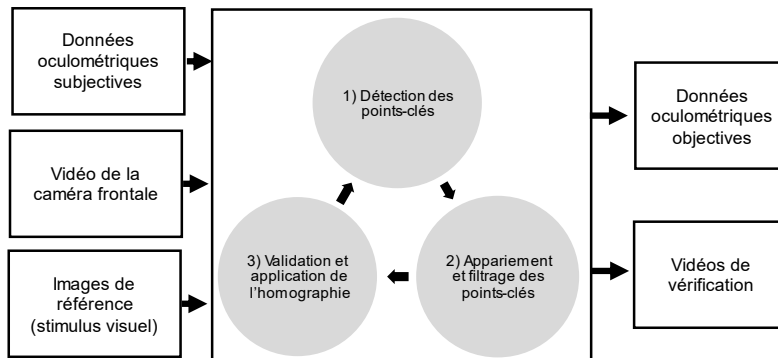 Données
oculométriques
subjectives
Vidéo de la
caméra frontale
Images de
référence
(stimulus visuel)
1) Détection des
points-clés
2) Appariement
et filtrage des
points-clés
3) Validation et
application de
l’homographie
Données
oculométriques
objectives
Vidéos de
vérification